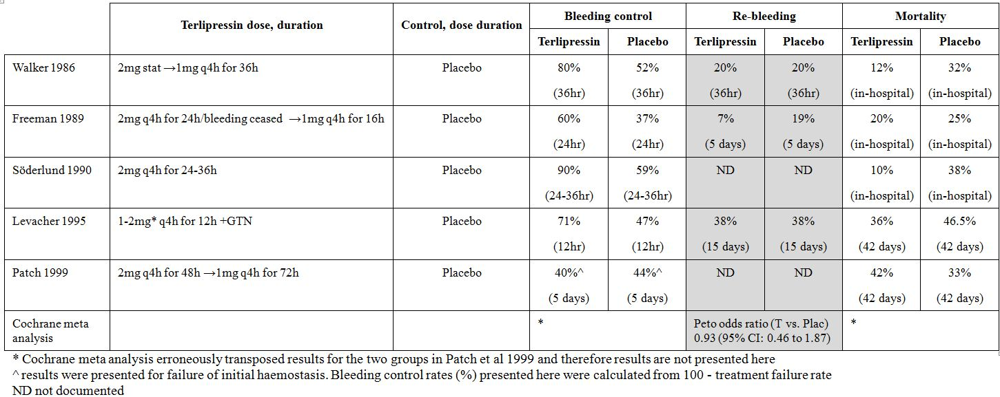 Terlipressin dose, duration Control, dose duration Bleeding control Re-bleeding Mortality
Terlipressin Placebo Terlipressin Placebo Terlipressin Placebo
Walker 1986 2mg stat →1mg q4h for 36h Placebo 80% 52% 20% 20% 12% 32%
(36hr) (36hr) (36hr) (36hr) (in-hospital) (in-hospital)
Freeman 1989 2mg q4h for 24h/bleeding ceased →1mg q4h for 16h Placebo 60% 37% 7% 19% 20% 25%
(24hr) (24hr) (5 days) (5 days) (in-hospital) (in-hospital)
Söderlund 1990 2mg q4h for 24-36h Placebo 90% 59% ND ND 10% 38%
(24-36hr) (24-36hr) (in-hospital) (in-hospital)
Levacher 1995 1-2mg* q4h for 12h +GTN Placebo 71% 47% 38% 38% 36% 46.5%
(12hr) (12hr) (15 days) (15 days) (42 days) (42 days)
Patch 1999 2mg q4h for 48h →1mg q4h for 72h Placebo 40%^ 44%^ ND ND 42% 33%
(5 days) (5 days) (42 days) (42 days)
Cochrane meta * Peto odds ratio (T vs. Plac) *
analysis 0.93 (95% CI: 0.46 to 1.87)
* Cochrane meta analysis erroneously transposed results for the two groups in Patch et al 1999 and therefore results are not presented here
^ results were presented for failure of initial haemostasis. Bleeding control rates (%) presented here were calculated from 100 - treatment failure rate
ND not documented